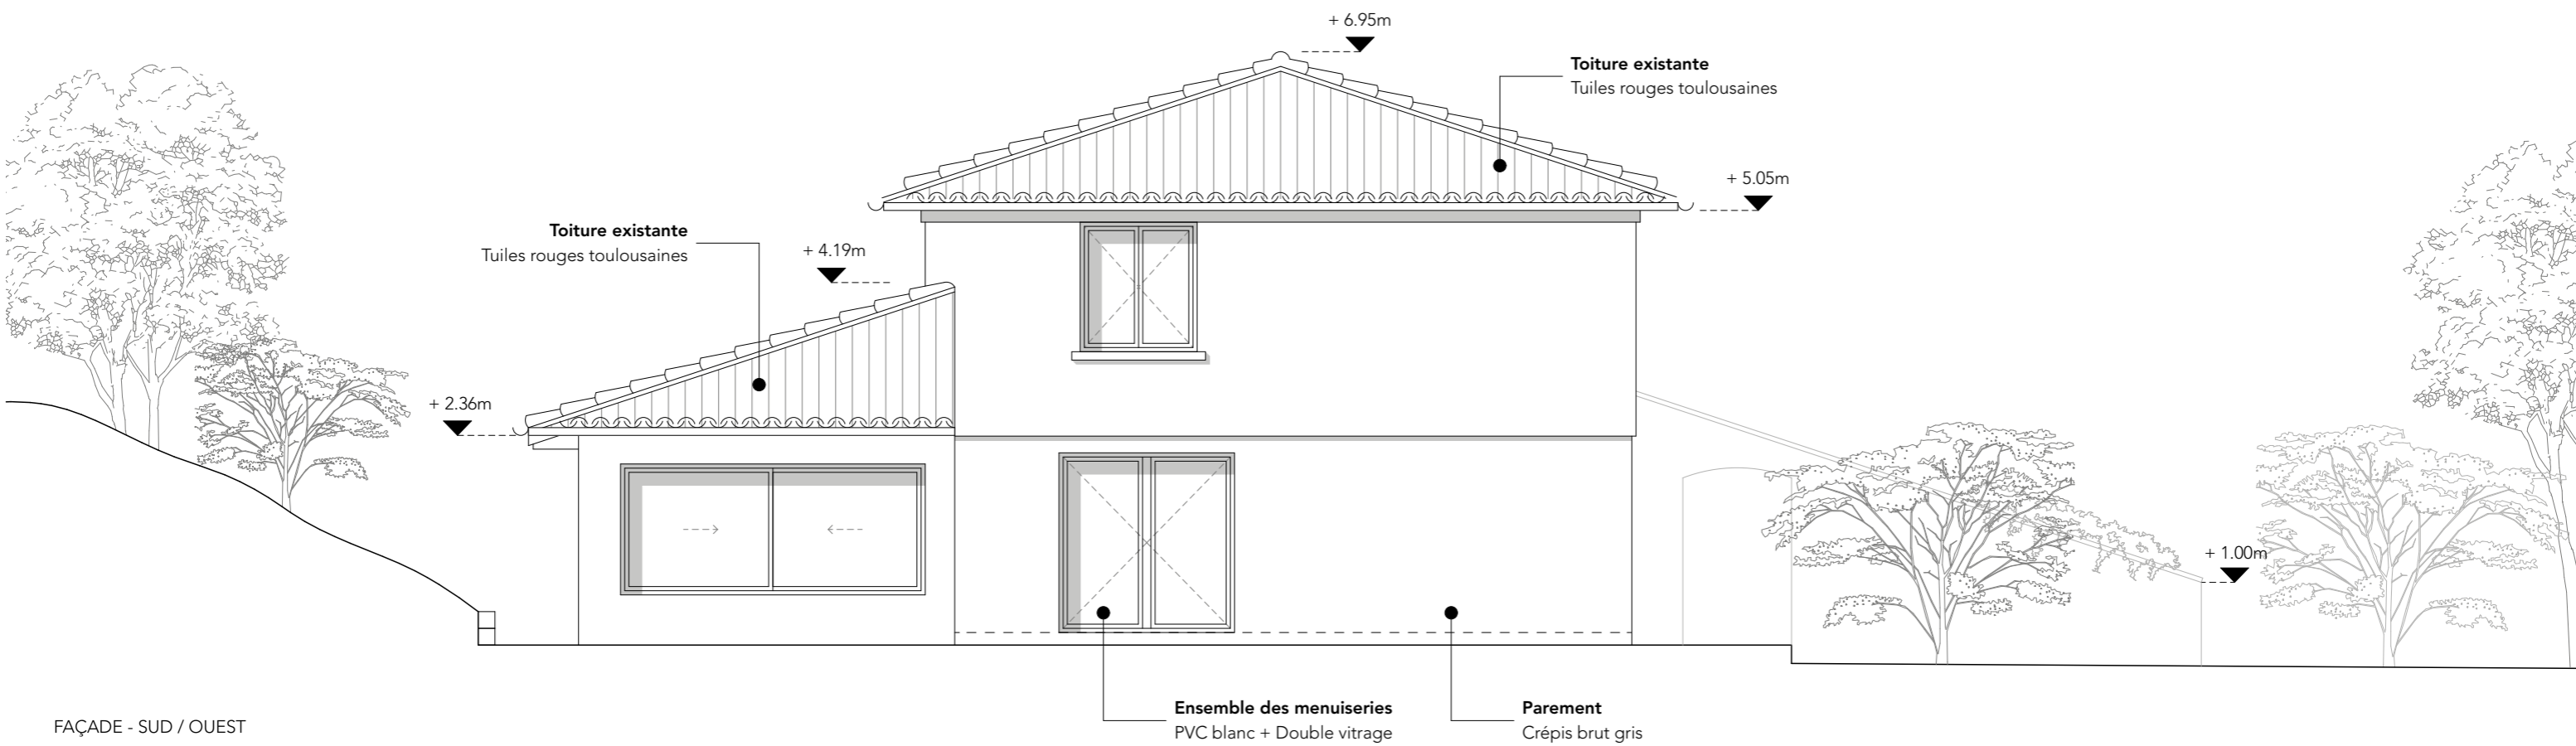 + 6.95m
Toiture existante
Tuiles rouges toulousaines
+ 5.05m
Toiture existante
Tuiles rouges toulousaines
+ 4.19m
+ 2.36m
+ 1.00m
Ensemble des menuiseries
PVC blanc + Double vitrage
Parement
Crépis brut gris
FAÇADE - SUD / OUEST